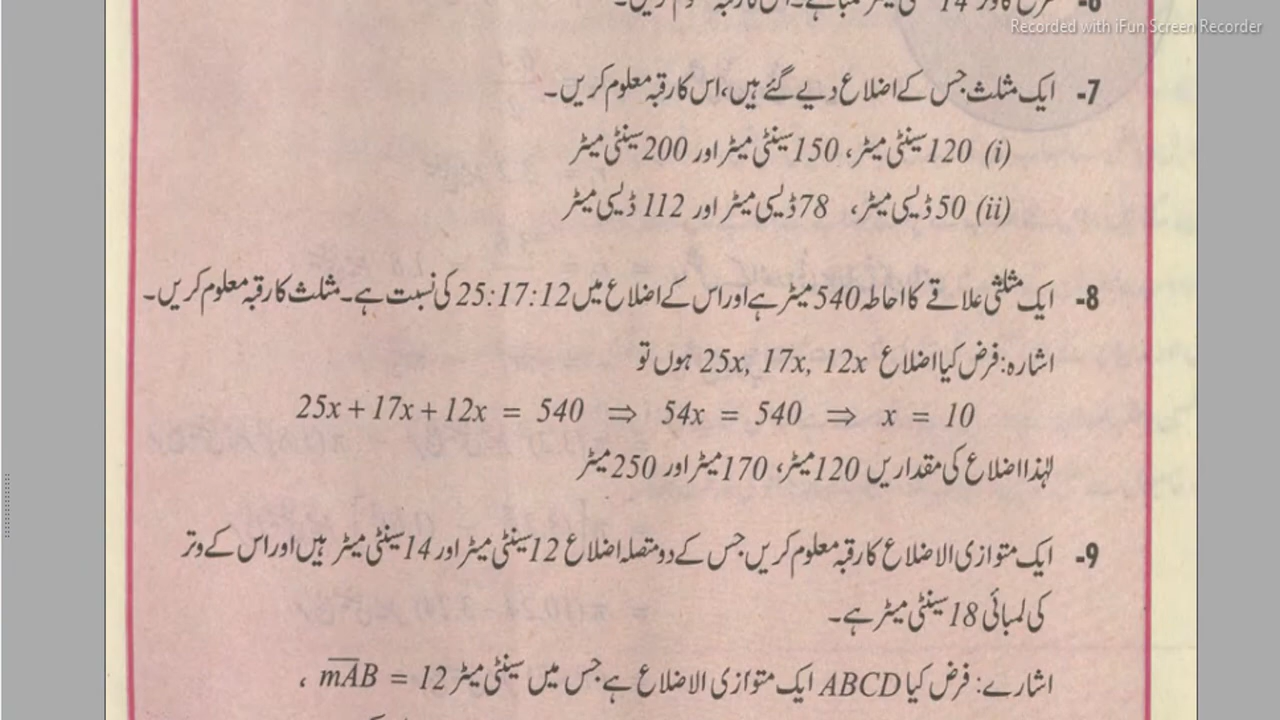 Recorded with iFun Screen Recorder
7- ایک مثلث جس کے اضلاع دیے گئے ہیں، اس کا رقبہ معلوم کریں۔
(i) 120 سینٹی میٹر، 150 سینٹی میٹر اور 200 سینٹی میٹر
(ii) 50 ڈیسی میٹر، 78 ڈیسی میٹر اور 112 ڈیسی میٹر
8- ایک مثلثی علاقے کا احاطہ 540 میٹر ہے اور اس کے اضلاع میں 25:17:12 کی نسبت ہے۔ مثلث کا رقبہ معلوم کریں۔
اشارہ: فرض کیا اضلاع 25x, 17x, 12x ہوں تو
25x + 17x + 12x = 540 ⇒ 54x = 540 ⇒ x = 10
لہٰذا اضلاع کی مقداریں 120 میٹر، 170 میٹر اور 250 میٹر
9- ایک متوازی الاضلاع کا رقبہ معلوم کریں جس کے دو متصلہ اضلاع 12 سینٹی میٹر اور 14 سینٹی میٹر ہیں اور اس کے وتر
کی لمبائی 18 سینٹی میٹر ہے۔
اشارے: فرض کیا ABCD ایک متوازی الاضلاع ہے جس میں سینٹی میٹر mAB = 12 ،